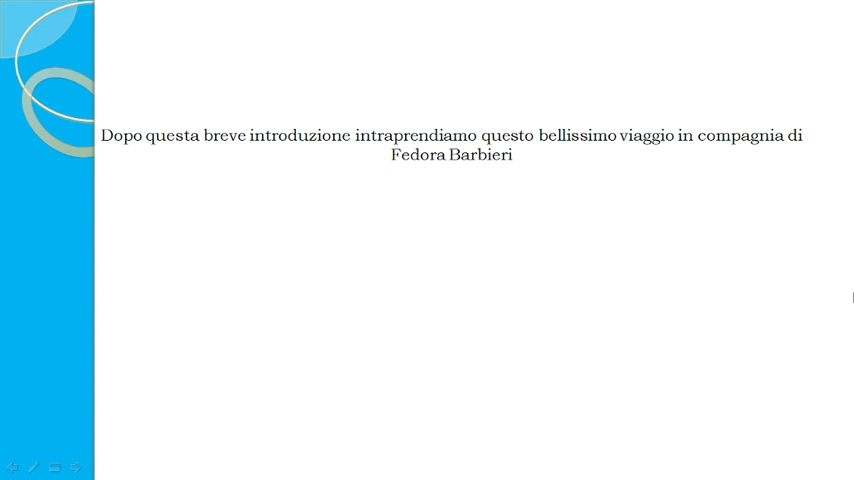 Dopo questa breve introduzione intraprendiamo questo bellissimo viaggio in compagnia di
Fedora Barbieri